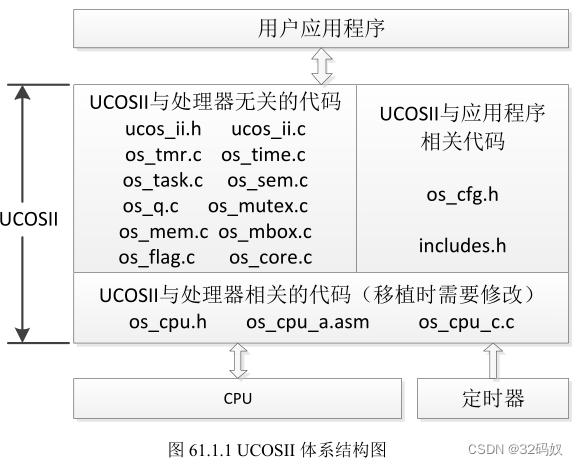 用户应用程序
UCOSII与处理器无关的代码
ucos_ii.h ucos_ii.c
os_tmr.c os_time.c
os_task.c os_sem.c
os_q.c os_mutex.c
os_mem.c os_mbox.c
os_flag.c os_core.c
UCOSII与应用程序
相关代码
os_cfg.h
includes.h
UCOSII
UCOSII与处理器相关的代码（移植时需要修改）
os_cpu.h os_cpu_a.asm os_cpu_c.c
CPU
定时器
图 61.1.1 UCOSII 体系结构图
CSDN @32码奴